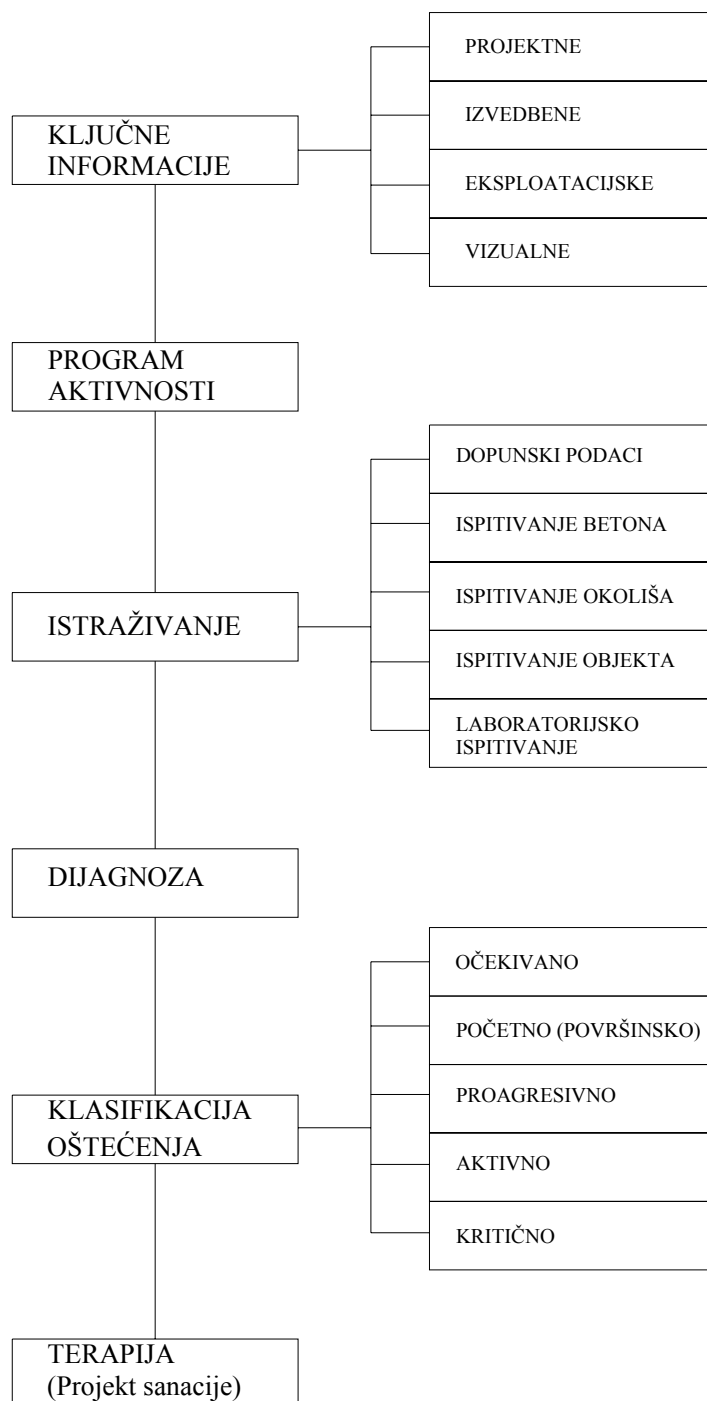 KLJUČNE
INFORMACIJE
PROJEKTNE
IZVEDBENE
EKSPLOATACIJSKE
VIZUALNE
PROGRAM
AKTIVNOSTI
ISTRAŽIVANJE
DOPUNSKI PODACI
ISPITIVANJE BETONA
ISPITIVANJE OKOLIŠA
ISPITIVANJE OBJEKTA
LABORATORIJSKO
ISPITIVANJE
DIJAGNOZA
KLASIFIKACIJA
OŠTEĆENJA
OČEKIVANO
POČETNO (POVRŠINSKO)
PROAGRESIVNO
AKTIVNO
KRITIČNO
TERAPIJA
(Projekt sanacije)